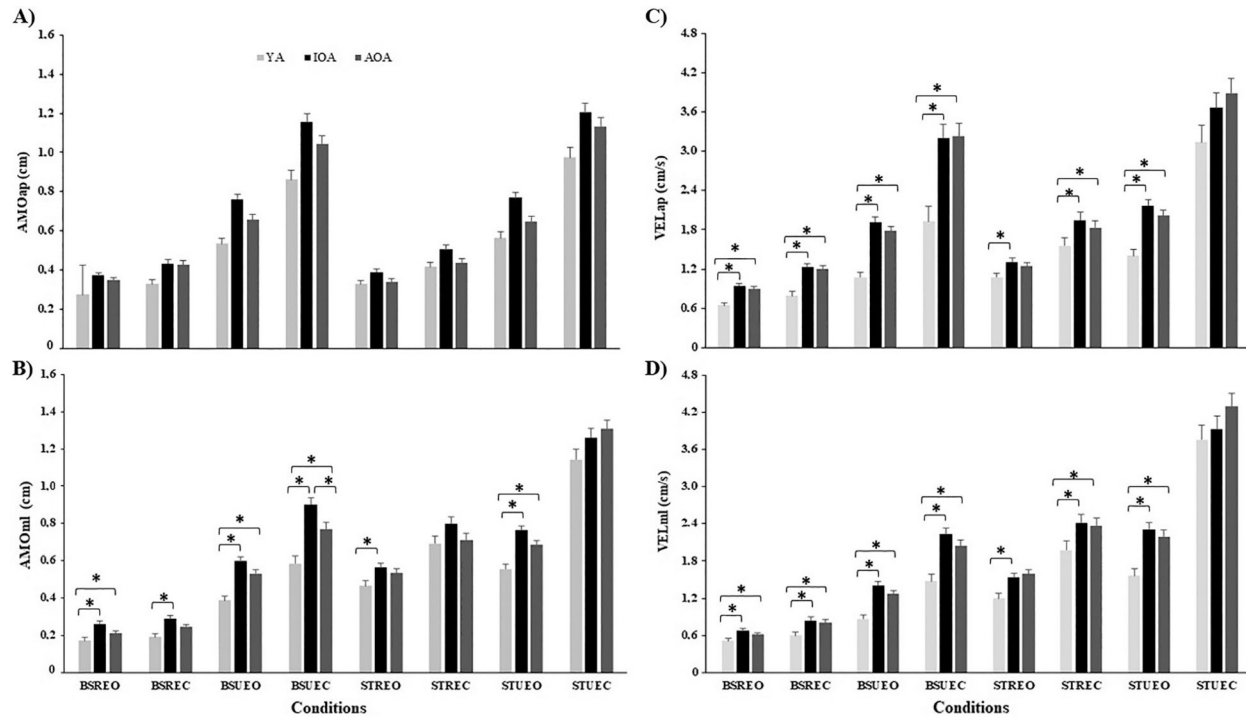 A)
1.6
1.4
1.2
1.0
0.8
0.6
0.4
0.2
0
AMOap (cm)
YA IOA AOA
B)
1.6
1.4
1.2
1.0
0.8
0.6
0.4
0.2
0
AMOml (cm)
* * * * * * * * * * * *
BSREO BSREC BSUEO BSUEC STREO STREC STUEO STUEC
Conditions
C)
4.8
4.2
3.6
3.0
2.4
1.8
1.2
0.6
0
VELap (cm/s)
* * * * * * * * * * * * *
D)
4.8
4.2
3.6
3.0
2.4
1.8
1.2
0.6
0
VELml (cm/s)
* * * * * * * * * * * * *
BSREO BSREC BSUEO BSUEC STREO STREC STUEO STUEC
Conditions